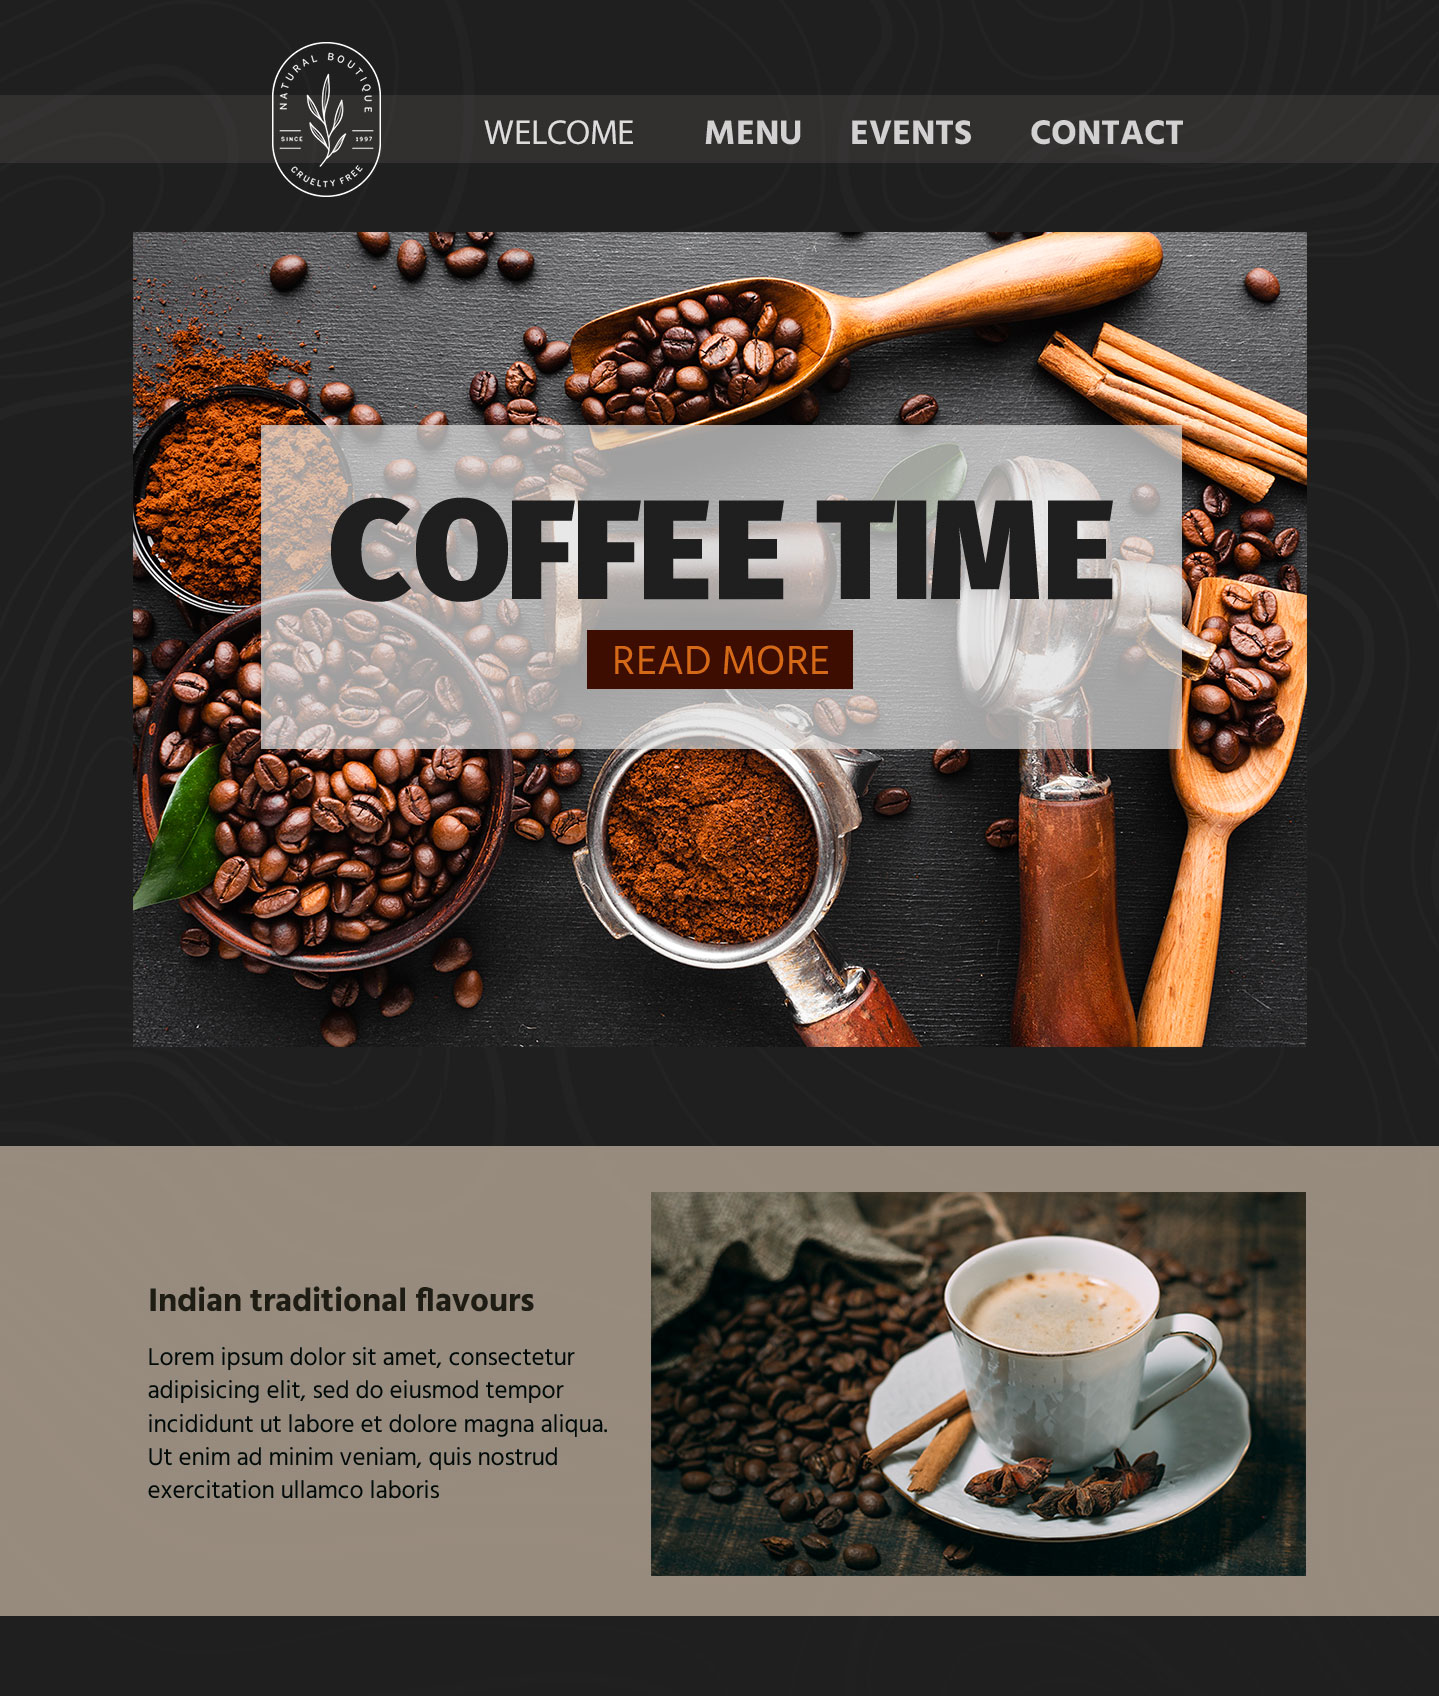 NATURAL BOUTIQUE
SINCE 1997
CRUELTY FREE
WELCOME MENU EVENTS CONTACT
COFFEE TIME
READ MORE
Indian traditional flavours
Lorem ipsum dolor sit amet, consectetur
adipisicing elit, sed do eiusmod tempor
incididunt ut labore et dolore magna aliqua.
Ut enim ad minim veniam, quis nostrud
exercitation ullamco laboris